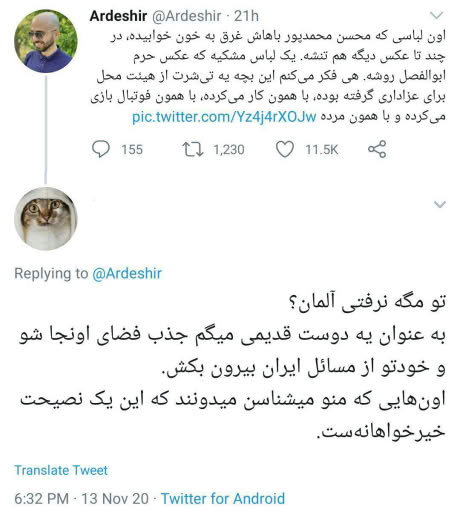 Ardeshir @Ardeshir · 21h
اون لباسی که محسن محمدپور باهاش غرق به خون خوابیده، در
چند تا عکس دیگه هم تنشه. یک لباس مشکیه که عکس حرم
ابوالفصل روشه. هی فکر می‌کنم این بچه یه تی‌شرت از هیئت محل
برای عزاداری گرفته بوده، با همون کار می‌کرده، با همون فوتبال بازی
می‌کرده و با همون مرده pic.twitter.com/Yz4j4rXOJw
155 1,230 11.5K
Replying to @Ardeshir
تو مگه نرفتی آلمان؟
به عنوان یه دوست قدیمی میگم جذب فضای اونجا شو
و خودتو از مسائل ایران بیرون بکش.
اون‌هایی که منو میشناسن میدونند که این یک نصیحت
خیرخواهانه‌ست.
Translate Tweet
6:32 PM · 13 Nov 20 · Twitter for Android